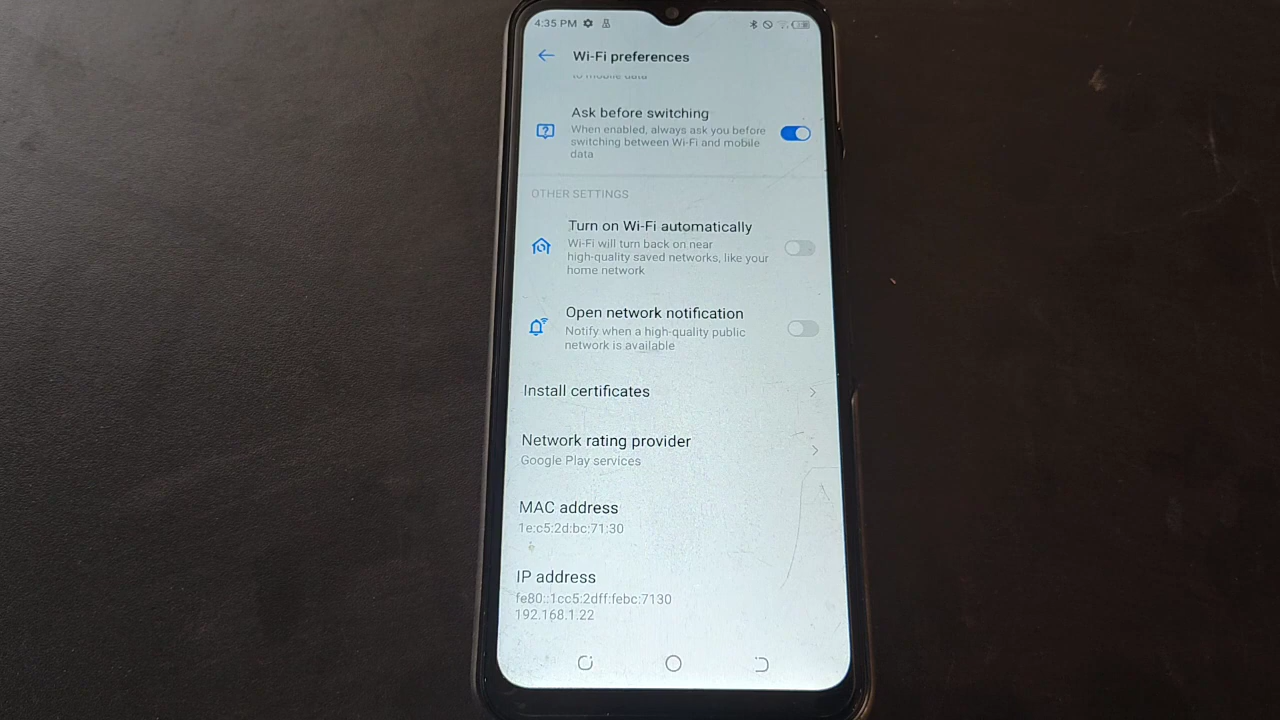 4:35 PM
Wi-Fi preferences
to mobile data
Ask before switching
When enabled, always ask you before
switching between Wi-Fi and mobile
data
OTHER SETTINGS
Turn on Wi-Fi automatically
Wi-Fi will turn back on near
high-quality saved networks, like your
home network
Open network notification
Notify when a high-quality public
network is available
Install certificates
Network rating provider
Google Play services
MAC address
1e:c5:2d:bc:71:30
IP address
fe80::1cc5:2dff:febc:7130
192.168.1.22